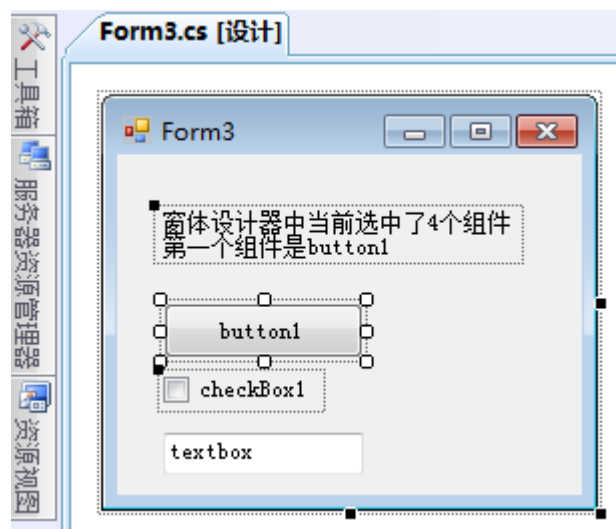 Form3.cs [设计]
工具箱
服务器资源管理器
资源视图
Form3
窗体设计器中当前选中了4个组件
第一个组件是button1
button1
checkBox1
textbox